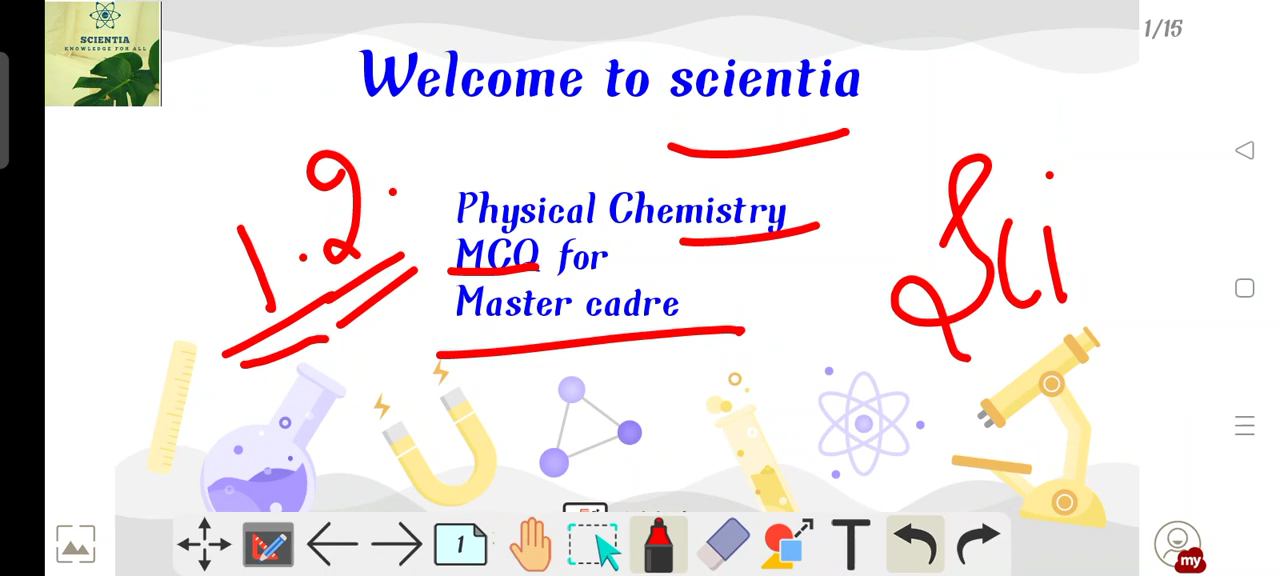 SCIENTIA
KNOWLEDGE FOR ALL
1/15
Welcome to scientia
1.2.
Sci
Physical Chemistry
MCQ for
Master cadre
1
T
my